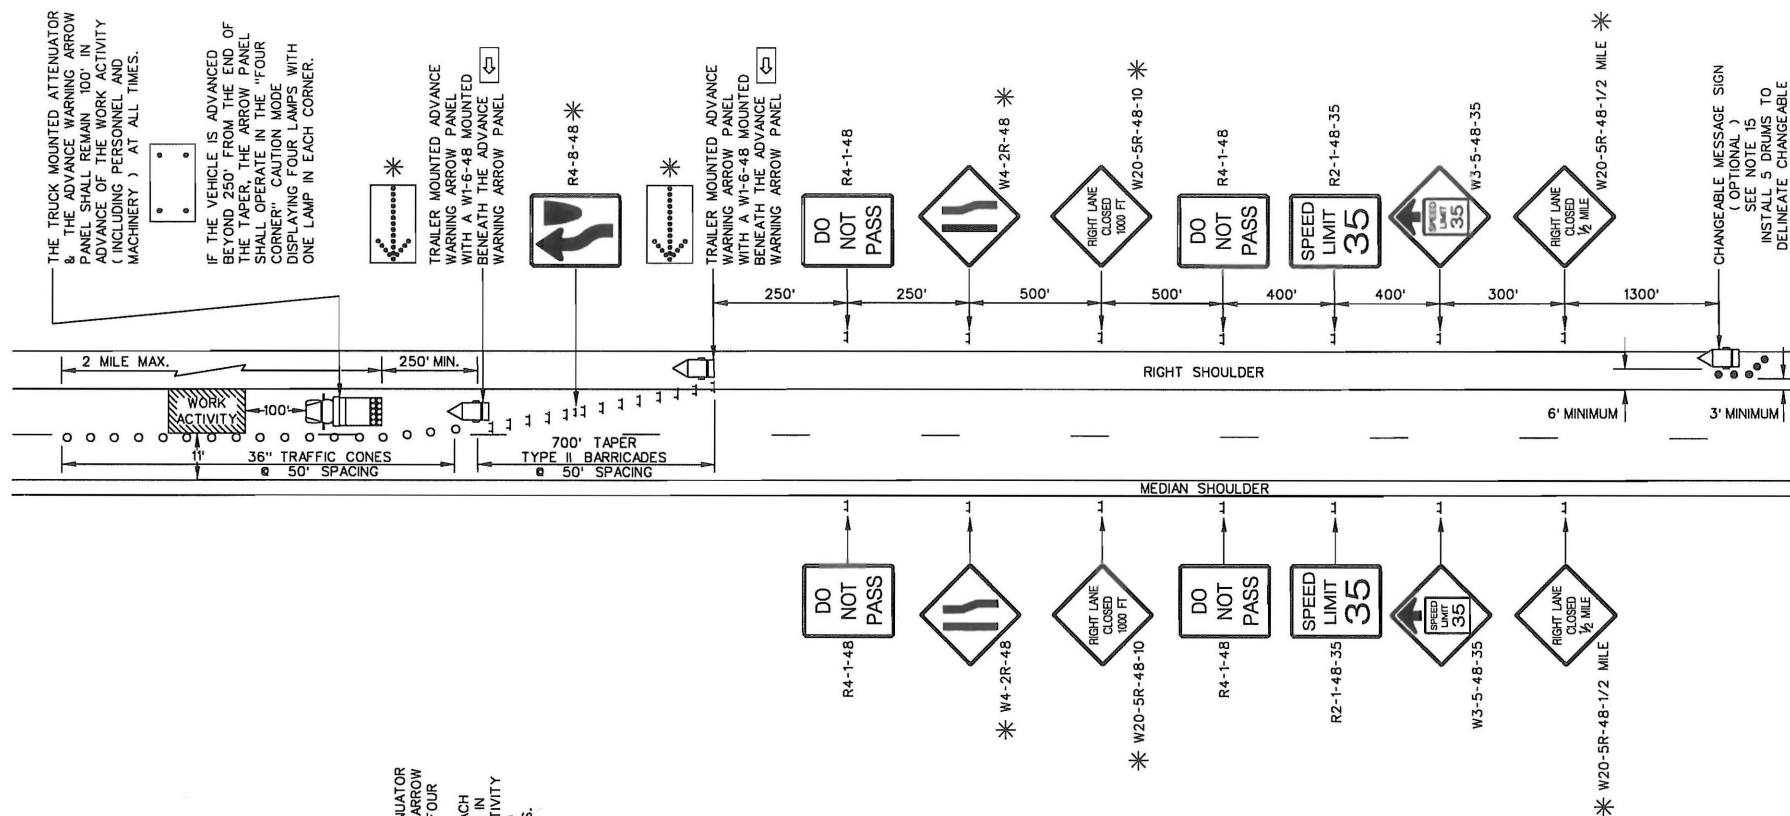 THE TRUCK MOUNTED ATTENUATOR
& THE ADVANCE WARNING ARROW
PANEL SHALL REMAIN 100' IN
ADVANCE OF THE WORK ACTIVITY
( INCLUDING PERSONNEL AND
MACHINERY ) AT ALL TIMES.
IF THE VEHICLE IS ADVANCED
BEYOND 250' FROM THE END OF
THE TAPER, THE ARROW PANEL
SHALL OPERATE IN THE "FOUR
CORNER" CAUTION MODE
DISPLAYING FOUR LAMPS WITH
ONE LAMP IN EACH CORNER.
TRAILER MOUNTED ADVANCE
WARNING ARROW PANEL
WITH A W1-6-48 MOUNTED
BENEATH THE ADVANCE
WARNING ARROW PANEL
R4-8-48
TRAILER MOUNTED ADVANCE
WARNING ARROW PANEL
WITH A W1-6-48 MOUNTED
BENEATH THE ADVANCE
WARNING ARROW PANEL
DO
NOT
PASS
R4-1-48
W4-2R-48
RIGHT LANE
CLOSED
1000 FT
W20-5R-48-10
DO
NOT
PASS
R4-1-48
SPEED
LIMIT
35
R2-1-48-35
SPEED
LIMIT
35
W3-5-48-35
RIGHT LANE
CLOSED
1/2 MILE
W20-5R-48-1/2 MILE
CHANGEABLE MESSAGE SIGN
( OPTIONAL )
SEE NOTE 15
INSTALL 5 DRUMS TO
DELINEATE CHANGEABLE
250'
250'
500'
500'
400'
400'
300'
1300'
2 MILE MAX.
250' MIN.
RIGHT SHOULDER
WORK
ACTIVITY
100'
6' MINIMUM
3' MINIMUM
11'
36" TRAFFIC CONES
@ 50' SPACING
700' TAPER
TYPE II BARRICADES
@ 50' SPACING
MEDIAN SHOULDER
DO
NOT
PASS
R4-1-48
W4-2R-48
RIGHT LANE
CLOSED
1000 FT
W20-5R-48-10
DO
NOT
PASS
R4-1-48
SPEED
LIMIT
35
R2-1-48-35
SPEED
LIMIT
35
W3-5-48-35
RIGHT LANE
CLOSED
1/2 MILE
W20-5R-48-1/2 MILE
NUATOR
ARROW
FOUR
ACH
IN
TIVITY
S.